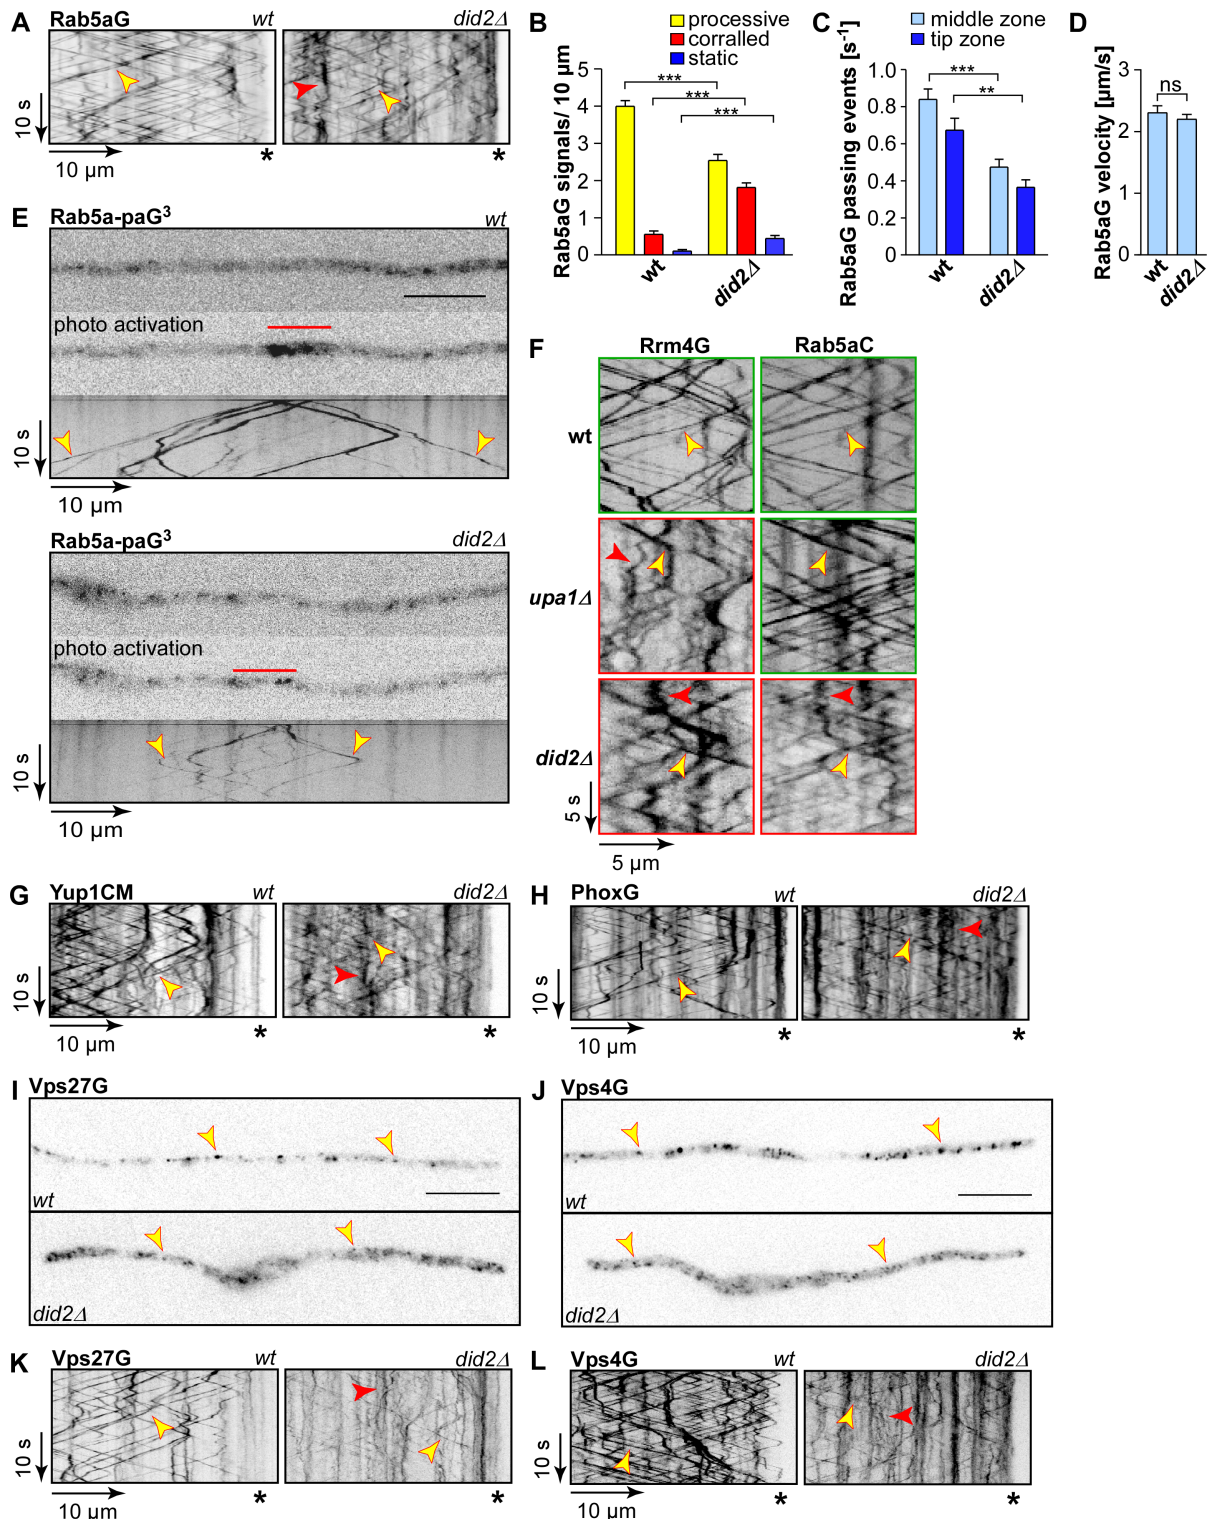 A
Rab5aG
wt
did2Δ
10 s
10 µm
*
*
B
processive
corralled
static
Rab5aG signals/ 10 µm
5
4
3
2
1
0
***
***
***
wt
did2Δ
C
middle zone
tip zone
Rab5aG passing events [s-1]
1.0
0.8
0.6
0.4
0.2
0
***
**
wt
did2Δ
D
Rab5aG velocity [µm/s]
3
2
1
0
ns
wt
did2Δ
E
Rab5a-paG³
wt
photo activation
10 s
10 µm
Rab5a-paG³
did2Δ
photo activation
10 s
10 µm
F
Rrm4G
Rab5aC
wt
upa1Δ
did2Δ
5 s
5 µm
G
Yup1CM
wt
did2Δ
10 s
10 µm
*
*
H
PhoxG
wt
did2Δ
10 s
10 µm
*
*
I
Vps27G
wt
did2Δ
J
Vps4G
wt
did2Δ
K
Vps27G
wt
did2Δ
10 s
10 µm
*
*
L
Vps4G
wt
did2Δ
10 s
10 µm
*
*